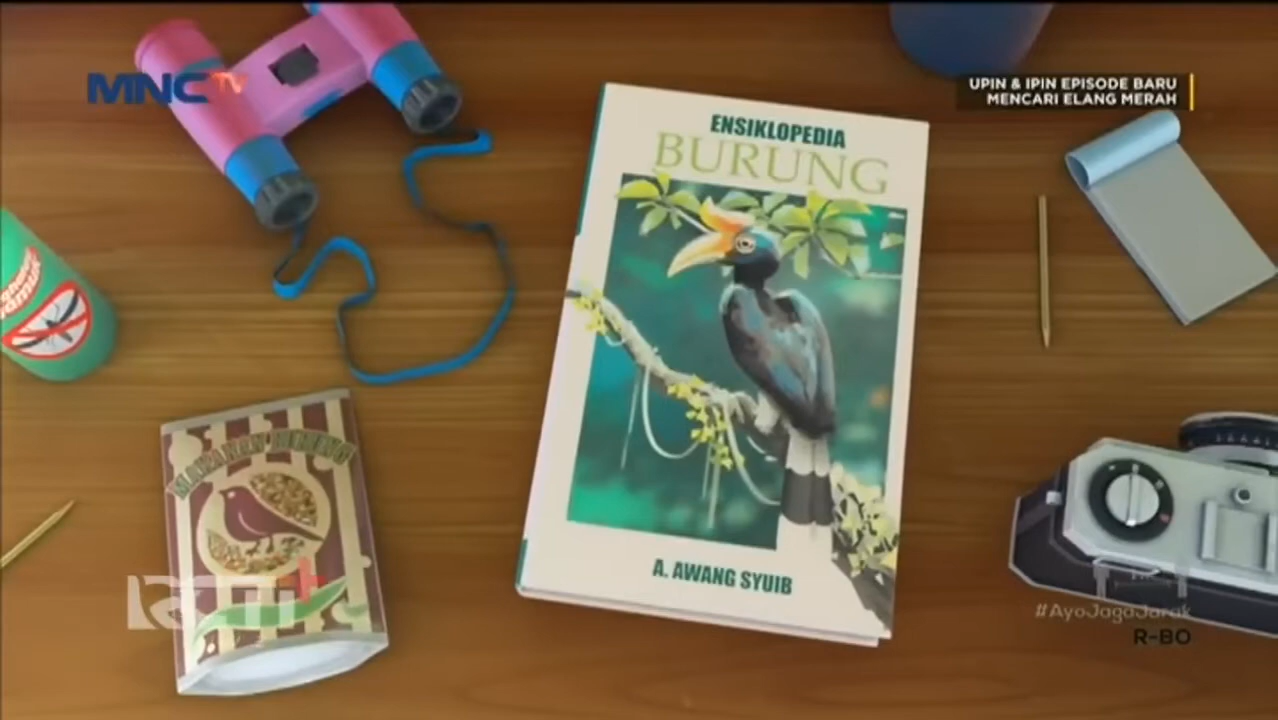 MNCTV
UPIN & IPIN EPISODE BARU
MENCARI ELANG MERAH
ENSIKLOPEDIA
BURUNG
MAKANAN BURUNG
A. AWANG SYUIB
#AyoJagaJarak
R-BO